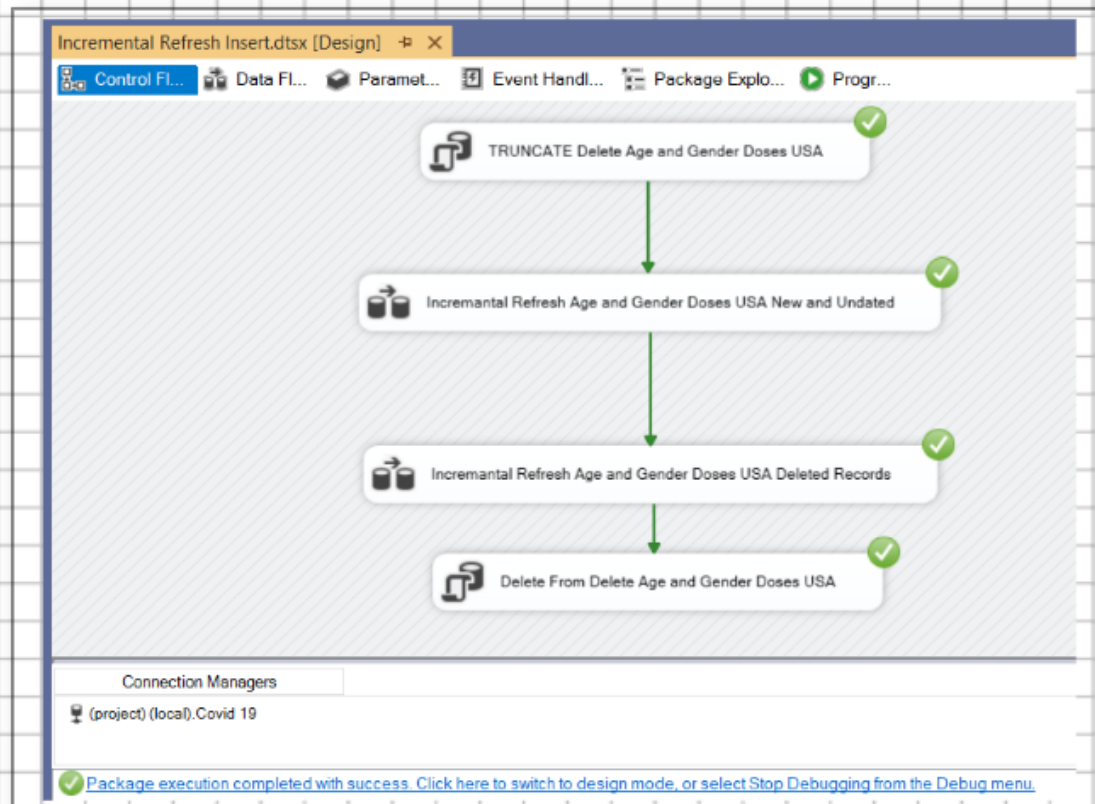 Incremental Refresh Insert.dtsx [Design]
Control Fl... Data Fl... Paramet... Event Handl... Package Explo... Progr...
TRUNCATE Delete Age and Gender Doses USA
Incremantal Refresh Age and Gender Doses USA New and Undated
Incremantal Refresh Age and Gender Doses USA Deleted Records
Delete From Delete Age and Gender Doses USA
Connection Managers
(project) (local).Covid 19
Package execution completed with success. Click here to switch to design mode, or select Stop Debugging from the Debug menu.